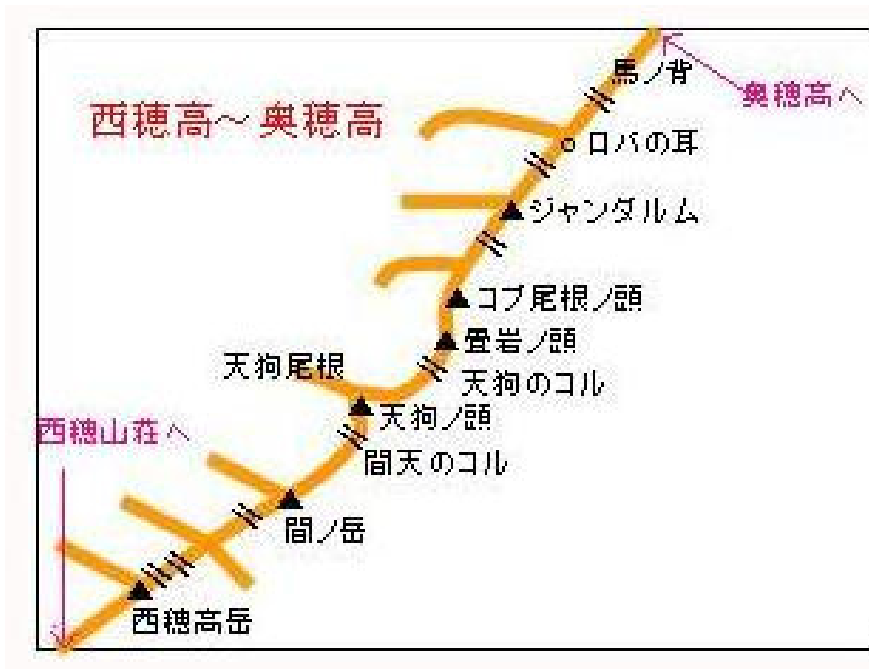 馬ノ背
奥穂高へ
西穂高～奥穂高
ロバの耳
ジャンダルム
コブ尾根ノ頭
畳岩ノ頭
天狗尾根
天狗のコル
天狗ノ頭
西穂山荘へ
間天のコル
間ノ岳
西穂高岳